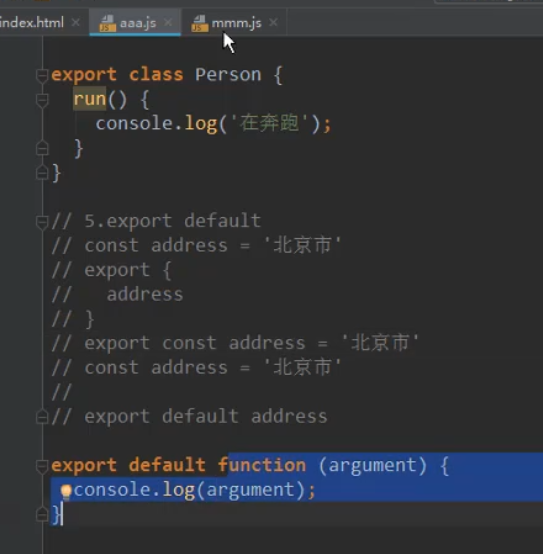 index.html
aaa.js
mmm.js
export class Person {
run() {
console.log('在奔跑');
}
}
// 5.export default
// const address = '北京市'
// export {
//   address
// }
// export const address = '北京市'
// const address = '北京市'
//
// export default address
export default function (argument) {
console.log(argument);
}